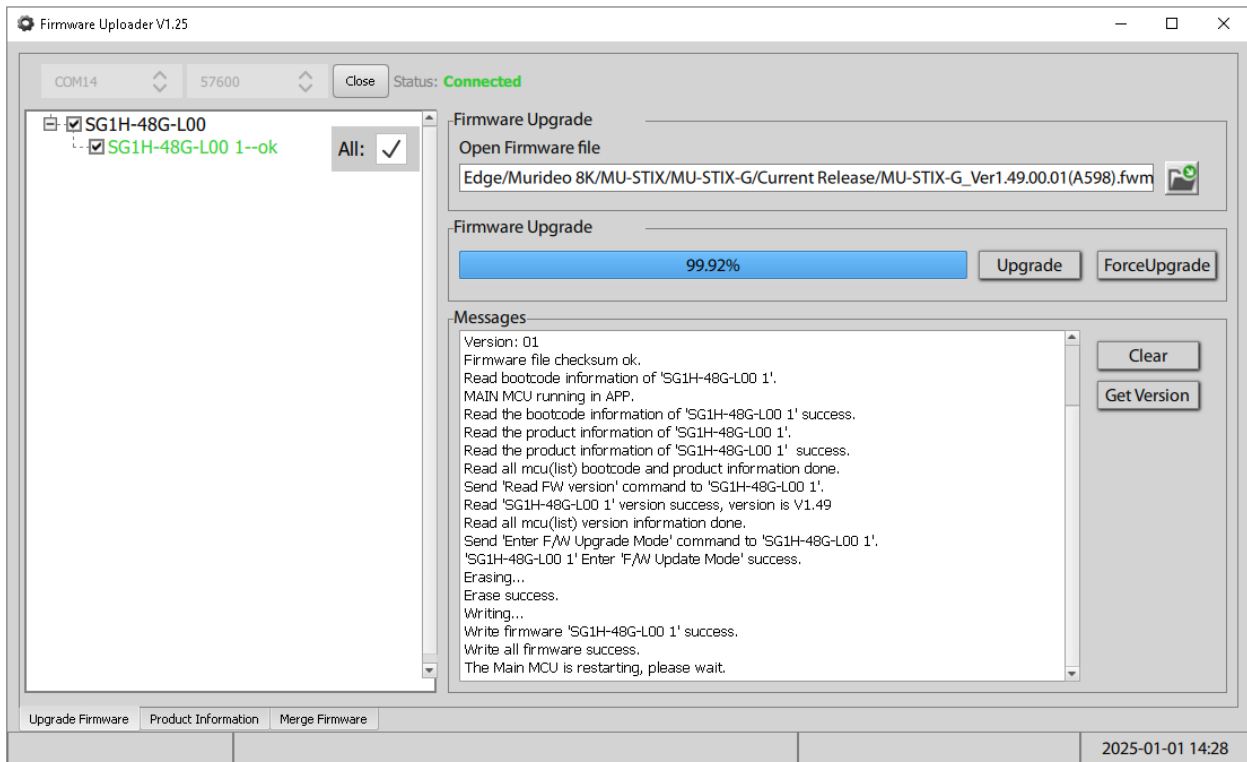 Firmware Uploader V1.25
COM14
57600
Close
Status: Connected
SG1H-48G-L00
SG1H-48G-L00 1--ok
All:
Firmware Upgrade
Open Firmware file
Edge/Murideo 8K/MU-STIX/MU-STIX-G/Current Release/MU-STIX-G_Ver1.49.00.01(A598).fwm
Firmware Upgrade
99.92%
Upgrade
ForceUpgrade
Messages
Version: 01
Firmware file checksum ok.
Read bootcode information of 'SG1H-48G-L00 1'.
MAIN MCU running in APP.
Read the bootcode information of 'SG1H-48G-L00 1' success.
Read the product information of 'SG1H-48G-L00 1'.
Read the product information of 'SG1H-48G-L00 1'  success.
Read all mcu(list) bootcode and product information done.
Send 'Read FW version' command to 'SG1H-48G-L00 1'.
Read 'SG1H-48G-L00 1' version success, version is V1.49
Read all mcu(list) version information done.
Send 'Enter F/W Upgrade Mode' command to 'SG1H-48G-L00 1'.
'SG1H-48G-L00 1' Enter 'F/W Update Mode' success.
Erasing...
Erase success.
Writing...
Write firmware 'SG1H-48G-L00 1' success.
Write all firmware success.
The Main MCU is restarting, please wait.
Clear
Get Version
Upgrade Firmware
Product Information
Merge Firmware
2025-01-01 14:28